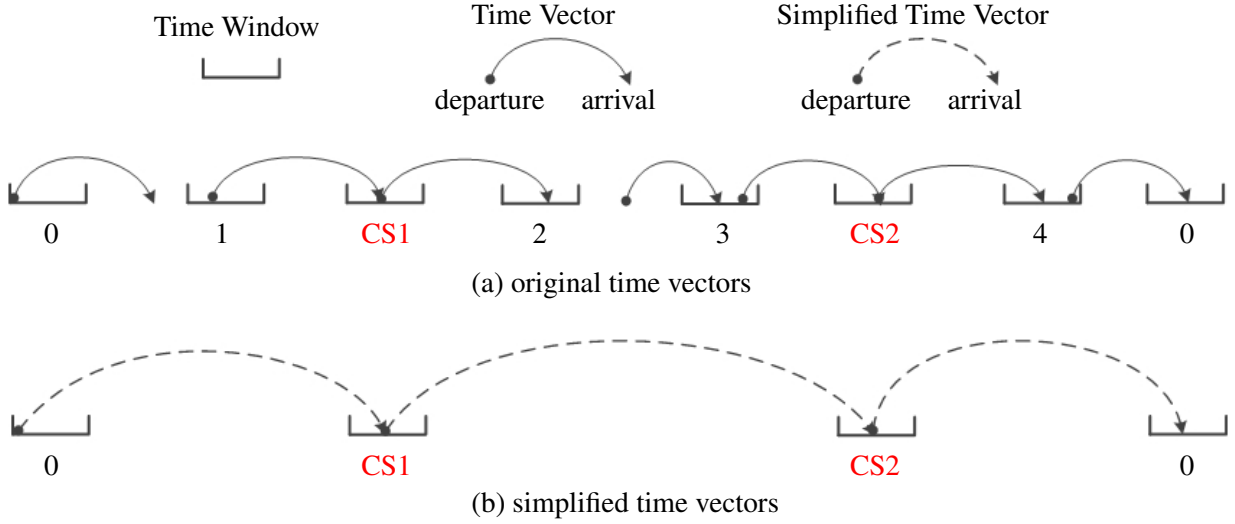 Time Window
Time Vector
Simplified Time Vector
departure arrival
departure arrival
0 1 CS1 2 3 CS2 4 0
(a) original time vectors
0 CS1 CS2 0
(b) simplified time vectors